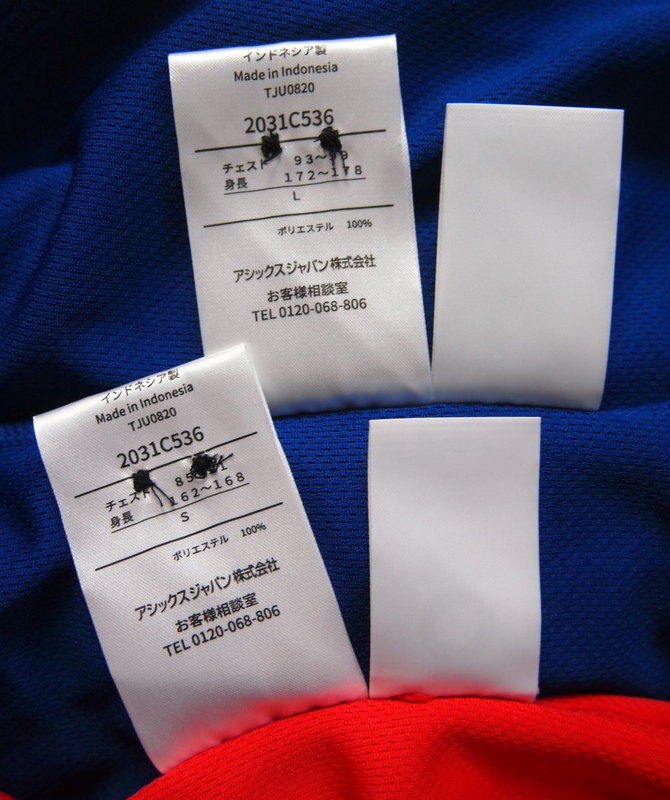 インドネシア製
Made in Indonesia
TJU0820
2031C536
チェスト 93～99
身長 172～178
L
ポリエステル 100%
アシックスジャパン株式会社
お客様相談室
TEL 0120-068-806
インドネシア製
Made in Indonesia
TJU0820
2031C536
チェスト 85～91
身長 162～168
S
ポリエステル 100%
アシックスジャパン株式会社
お客様相談室
TEL 0120-068-806